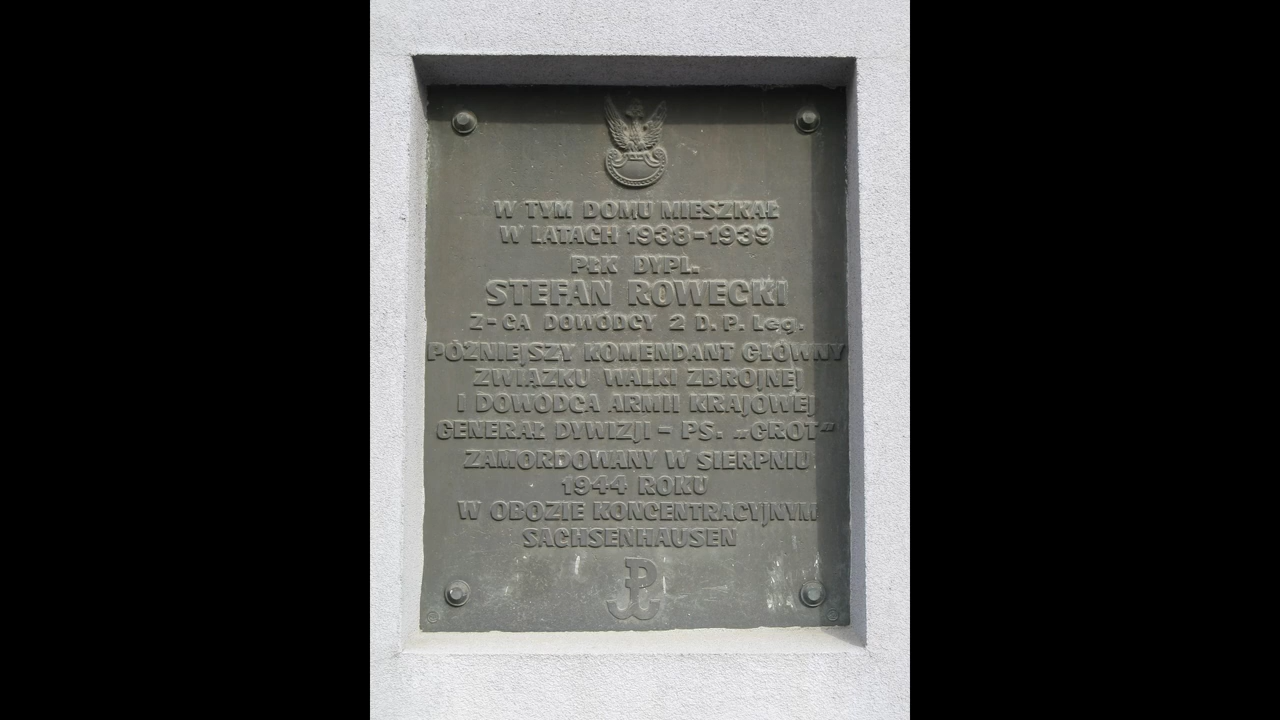 W TYM DOMU MIESZKAŁ
W LATACH 1938-1939
PŁK DYPL.
STEFAN ROWECKI
Z-CA DOWÓDCY 2 D.P. Leg.
PÓŹNIEJSZY KOMENDANT GŁÓWNY
ZWIĄZKU WALKI ZBROJNEJ
I DOWÓDCA ARMII KRAJOWEJ
GENERAŁ DYWIZJI - PS. „GROT"
ZAMORDOWANY W SIERPNIU
1944 ROKU
W OBOZIE KONCENTRACYJNYM
SACHSENHAUSEN